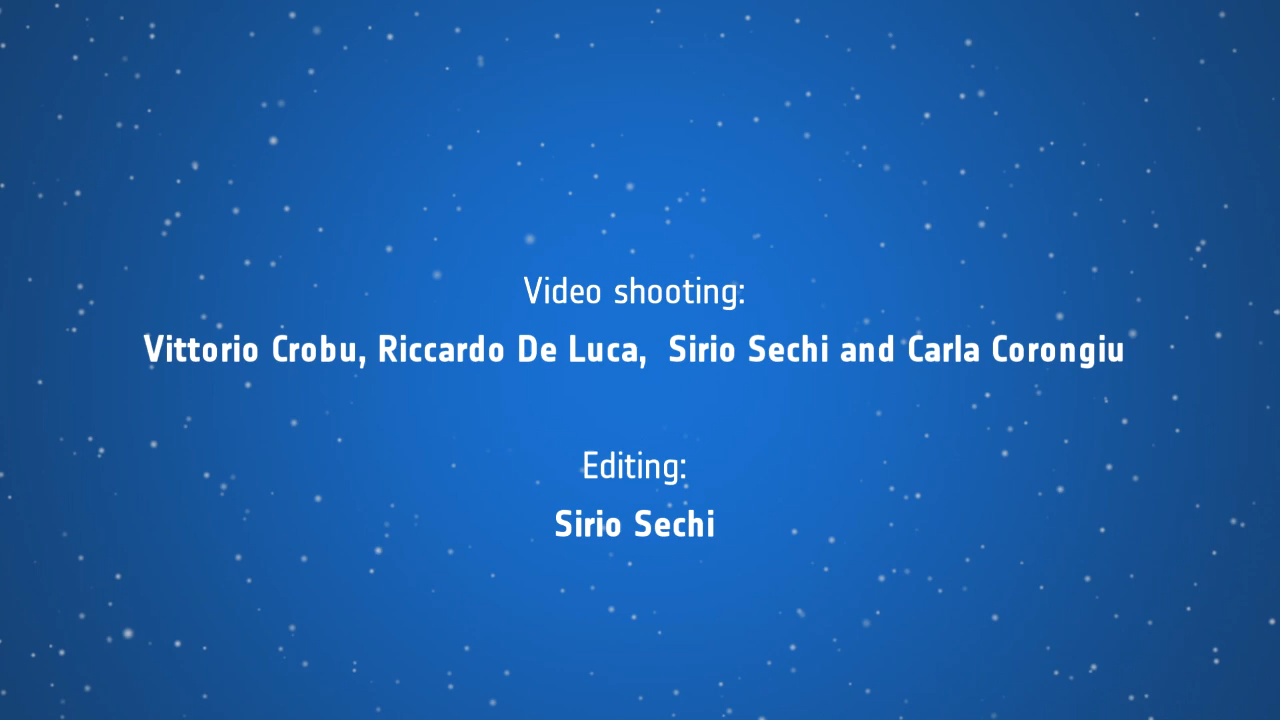 Video shooting:
Vittorio Crobu, Riccardo De Luca,  Sirio Sechi and Carla Corongiu
Editing:
Sirio Sechi